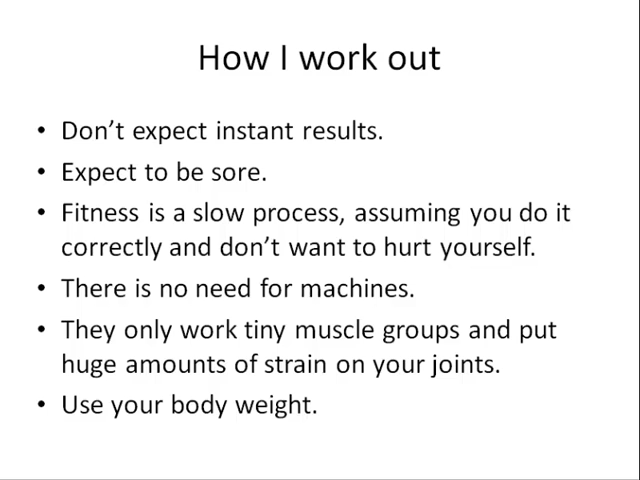 How I work out
• Don’t expect instant results.
• Expect to be sore.
• Fitness is a slow process, assuming you do it
correctly and don’t want to hurt yourself.
• There is no need for machines.
• They only work tiny muscle groups and put
huge amounts of strain on your joints.
• Use your body weight.